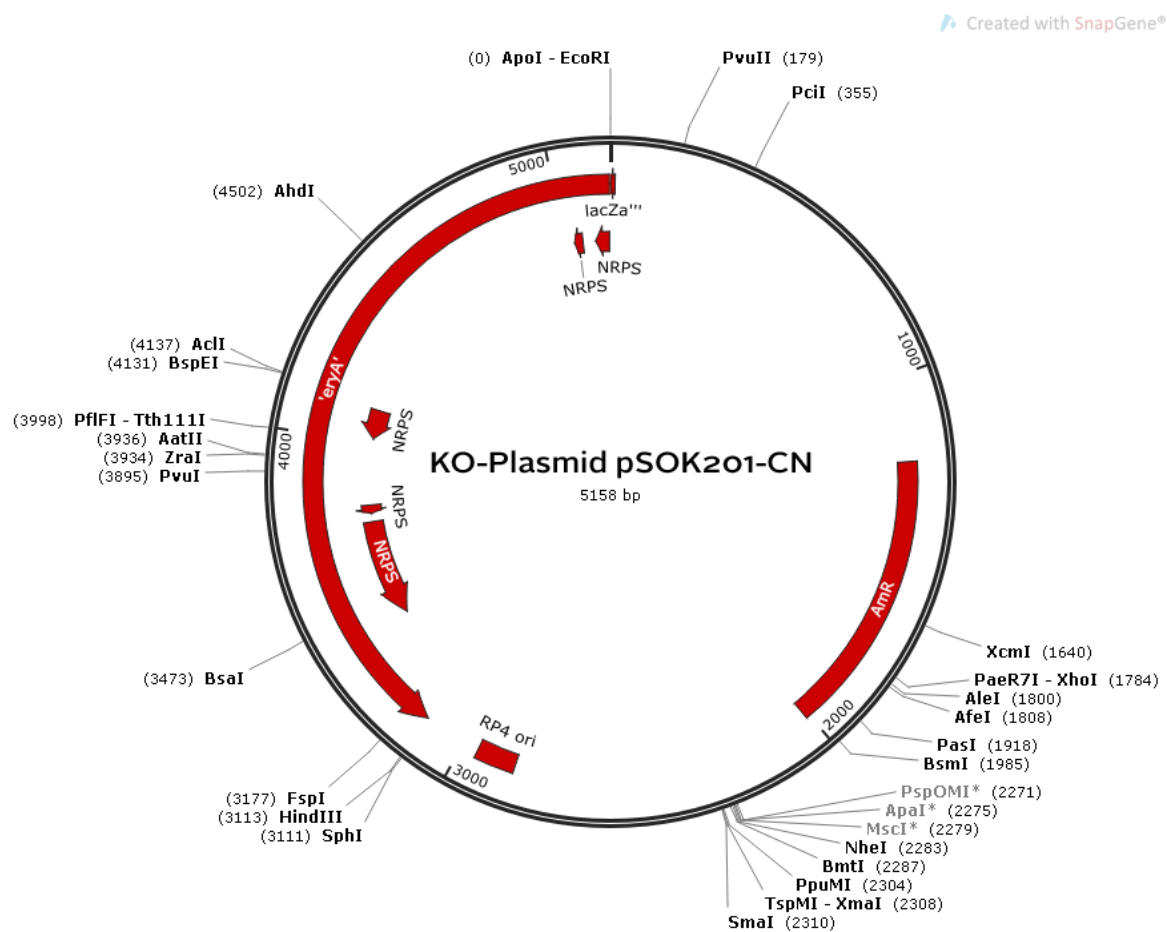 Created with SnapGene®
(0) ApoI - EcoRI
PvuII (179)
PciI (355)
5000
(4502) AhdI
lacZa'''
NRPS
NRPS
1000
(4137) AclI
(4131) BspEI
'eryA'
(3998) PflFI - Tth111I
(3936) AatII
(3934) ZraI
(3895) PvuI
4000
NRPS
KO-Plasmid pSOK201-CN
5158 bp
NRPS
NRPS
AmR
XcmI (1640)
(3473) BsaI
PaeR7I - XhoI (1784)
AleI (1800)
AfeI (1808)
2000
RP4 ori
PasI (1918)
BsmI (1985)
3000
(3177) FspI
(3113) HindIII
(3111) SphI
PspOMI* (2271)
ApaI* (2275)
MscI* (2279)
NheI (2283)
BmtI (2287)
PpuMI (2304)
TspMI - XmaI (2308)
SmaI (2310)